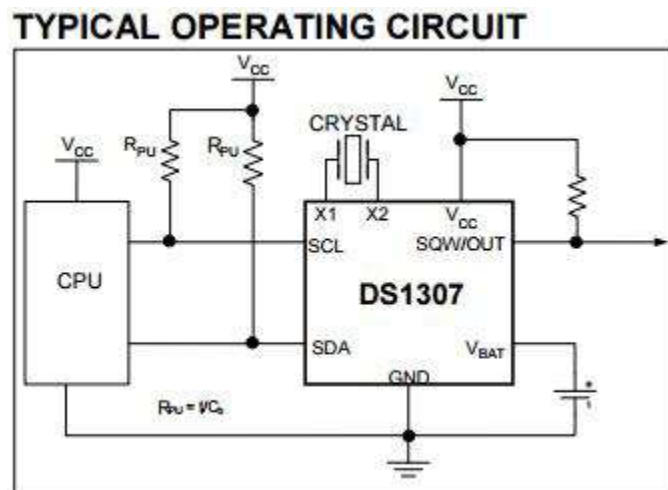 TYPICAL OPERATING CIRCUIT
VCC
VCC
CRYSTAL
VCC
RPU
RPU
X1
X2
VCC
SCL
SQW/OUT
CPU
DS1307
SDA
VBAT
GND
+
RPU =